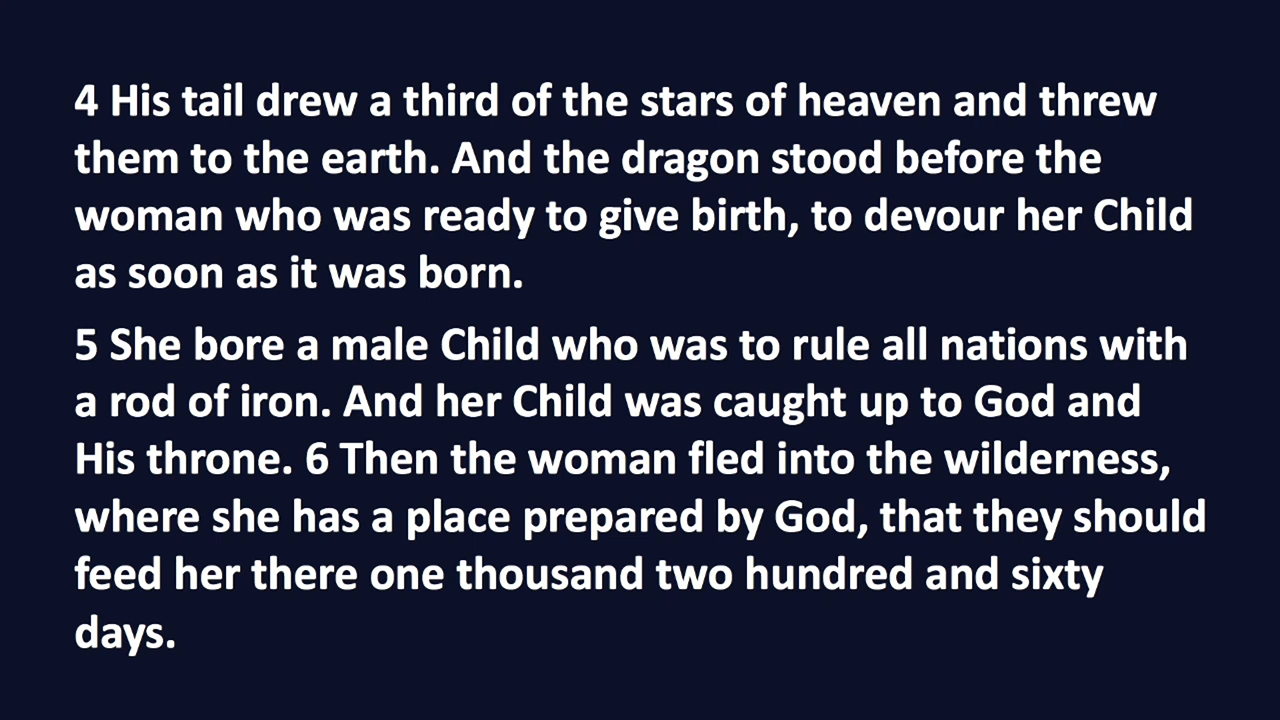 4 His tail drew a third of the stars of heaven and threw
them to the earth. And the dragon stood before the
woman who was ready to give birth, to devour her Child
as soon as it was born.
5 She bore a male Child who was to rule all nations with
a rod of iron. And her Child was caught up to God and
His throne. 6 Then the woman fled into the wilderness,
where she has a place prepared by God, that they should
feed her there one thousand two hundred and sixty
days.